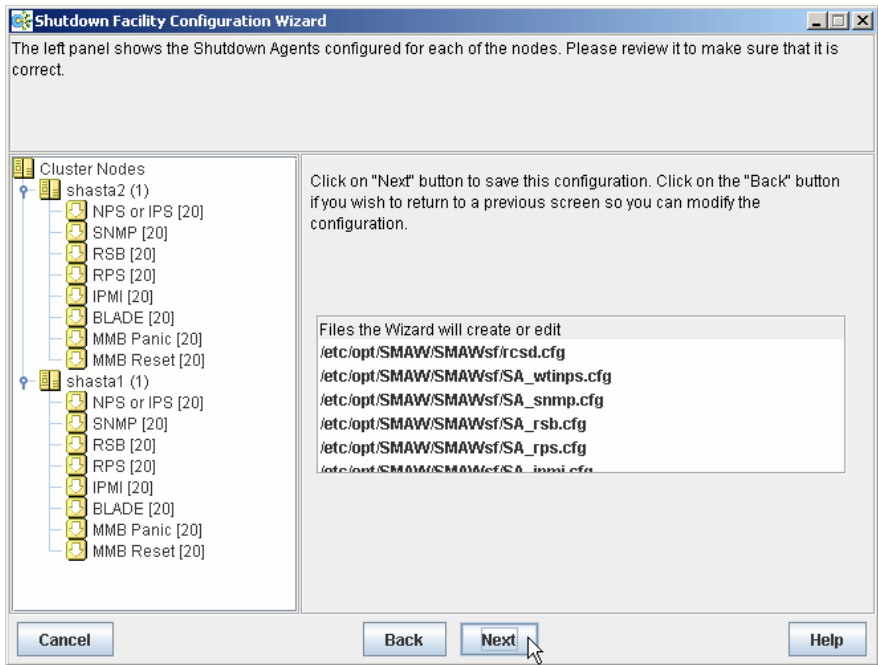 Shutdown Facility Configuration Wizard
The left panel shows the Shutdown Agents configured for each of the nodes. Please review it to make sure that it is
correct.
Cluster Nodes
shasta2 (1)
NPS or IPS [20]
SNMP [20]
RSB [20]
RPS [20]
IPMI [20]
BLADE [20]
MMB Panic [20]
MMB Reset [20]
shasta1 (1)
NPS or IPS [20]
SNMP [20]
RSB [20]
RPS [20]
IPMI [20]
BLADE [20]
MMB Panic [20]
MMB Reset [20]
Click on "Next" button to save this configuration. Click on the "Back" button
if you wish to return to a previous screen so you can modify the
configuration.
Files the Wizard will create or edit
/etc/opt/SMAW/SMAWsf/rcsd.cfg
/etc/opt/SMAW/SMAWsf/SA_wtinps.cfg
/etc/opt/SMAW/SMAWsf/SA_snmp.cfg
/etc/opt/SMAW/SMAWsf/SA_rsb.cfg
/etc/opt/SMAW/SMAWsf/SA_rps.cfg
/etc/opt/SMAW/SMAWsf/SA_ipmi.cfg
Cancel
Back
Next
Help